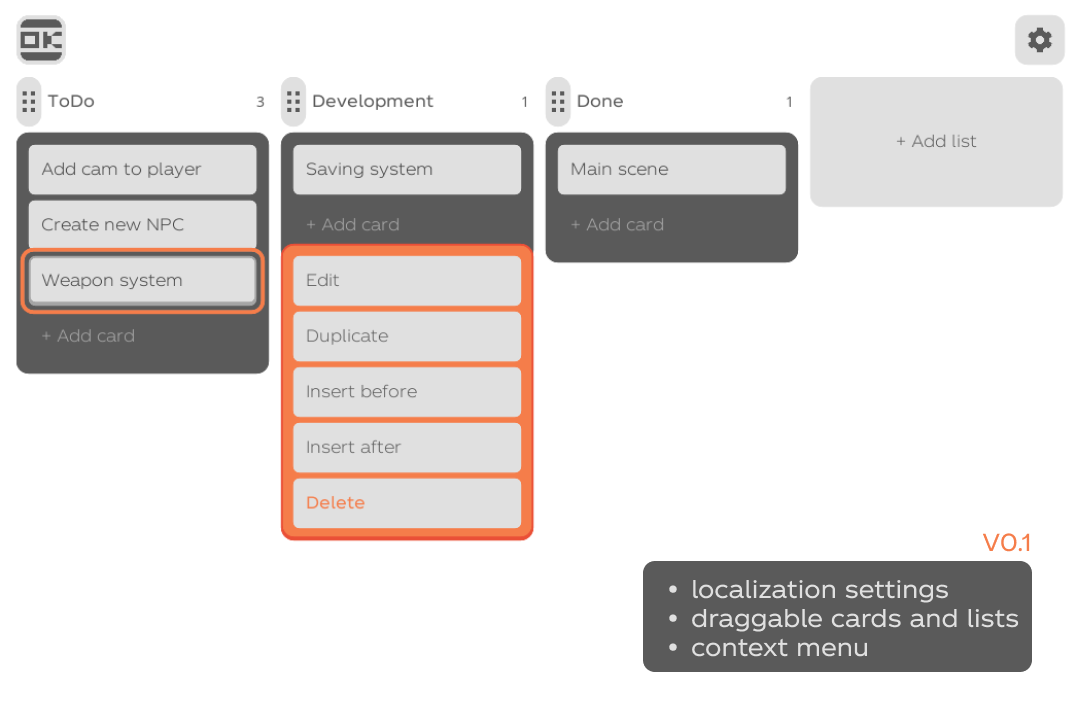 OK
ToDo 3
Add cam to player
Create new NPC
Weapon system
+ Add card
Development 1
Saving system
+ Add card
Edit
Duplicate
Insert before
Insert after
Delete
Done 1
Main scene
+ Add card
+ Add list
V0.1
• localization settings
• draggable cards and lists
• context menu